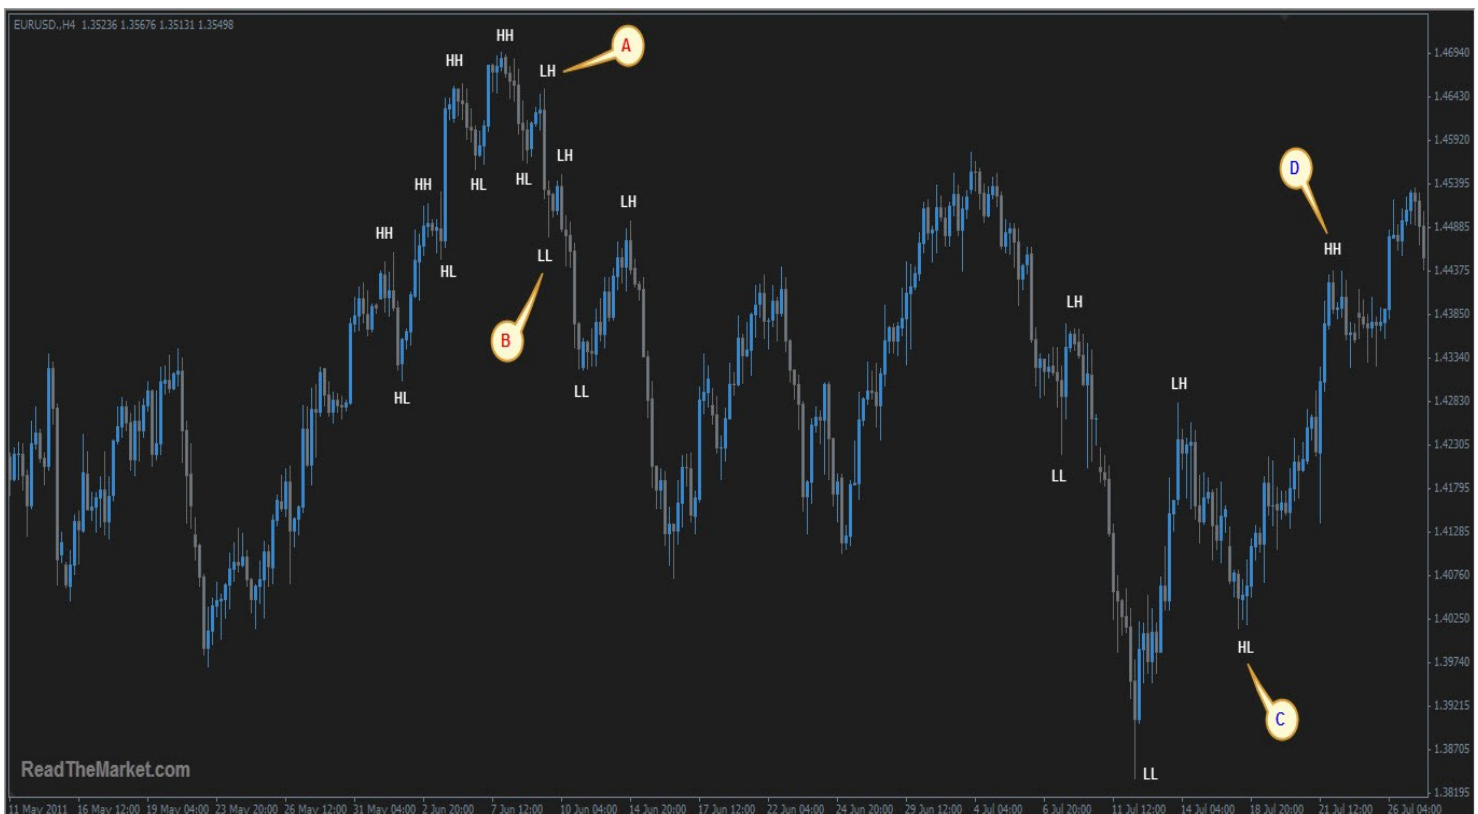 EURUSD.,H4 1.35236 1.35676 1.35131 1.35498
HH
A
HH
LH
1.46940
1.46430
1.45920
LH
D
HH
HL
HL
1.45395
LH
HH
1.44885
LL
HH
HL
1.44375
LH
1.43850
B
1.43340
LL
HL
LH
1.42830
1.42305
LL
1.41795
1.41285
1.40760
1.40250
HL
1.39740
1.39215
C
1.38705
ReadTheMarket.com
LL
1.38195
11 May 2011 16 May 12:00 19 May 04:00 23 May 20:00 26 May 12:00 31 May 04:00 2 Jun 20:00 7 Jun 12:00 10 Jun 04:00 14 Jun 20:00 17 Jun 12:00 22 Jun 04:00 24 Jun 20:00 29 Jun 12:00 4 Jul 04:00 6 Jul 20:00 11 Jul 12:00 14 Jul 04:00 18 Jul 20:00 21 Jul 12:00 26 Jul 04:00